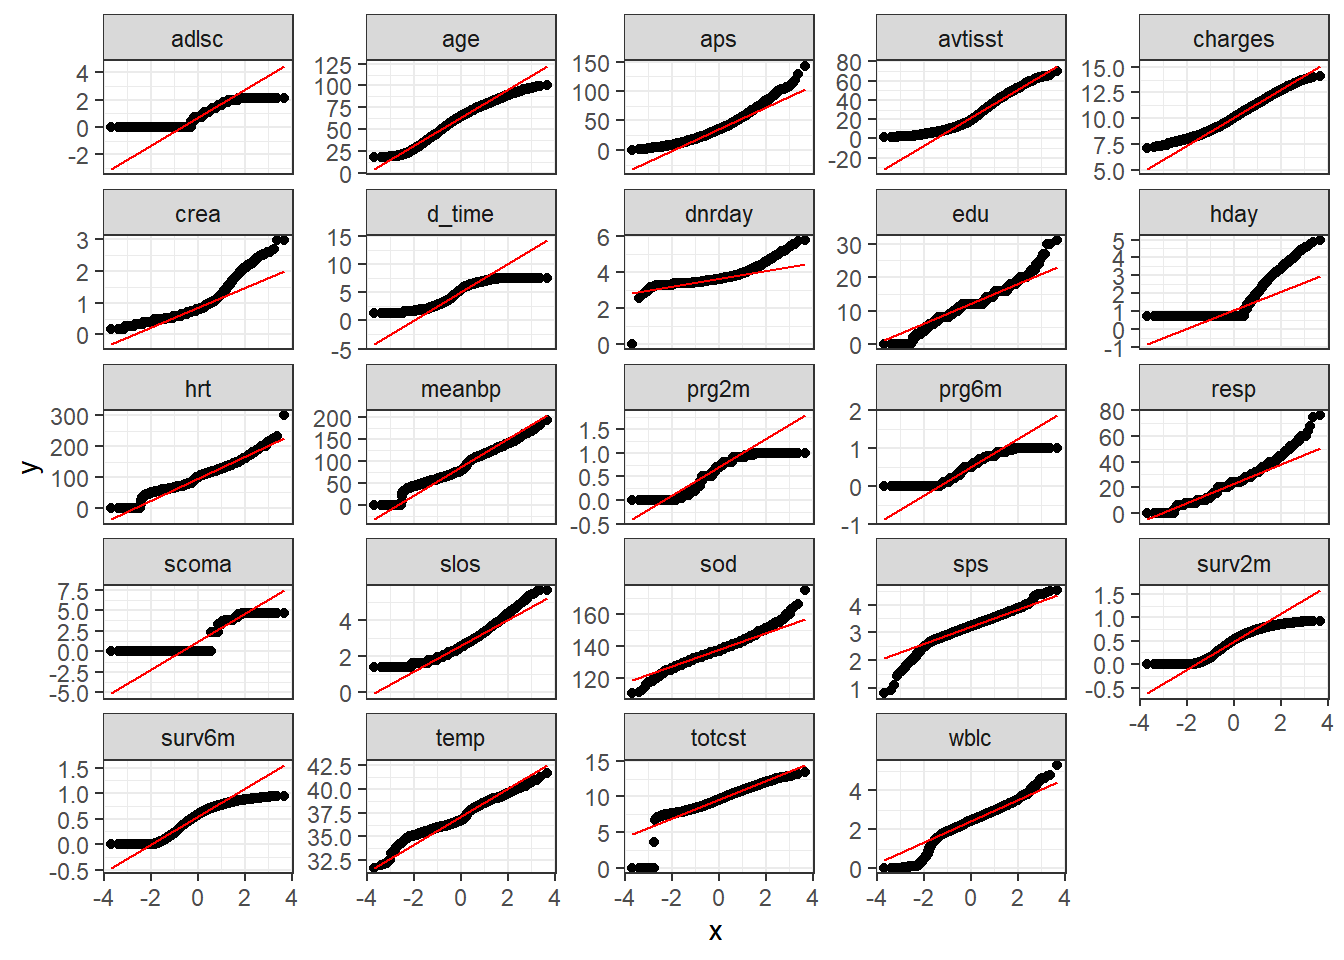 adlsc age aps avtisst charges
4 2 0 -2
125 100 75 50 25 0
150 100 50 0
80 60 40 20 0 -20
15.0 12.5 10.0 7.5 5.0
crea d_time dnrday edu hday
3 2 1 0
15 10 5 0 -5
6 4 2 0
30 20 10 0
5 4 3 2 1 0 -1
hrt meanbp prg2m prg6m resp
300 200 100 0
200 150 100 50 0
1.5 1.0 0.5 0.0 -0.5
2 1 0 -1
80 60 40 20 0
y
scoma slos sod sps surv2m
7.5 5.0 2.5 0.0 -2.5 -5.0
4 2 0
160 140 120
4 3 2 1
1.5 1.0 0.5 0.0 -0.5
-4 -2 0 2 4
surv6m temp totcst wblc
1.5 1.0 0.5 0.0 -0.5
42.5 40.0 37.5 35.0 32.5
15 10 5 0
4 2 0
-4 -2 0 2 4 -4 -2 0 2 4 -4 -2 0 2 4 -4 -2 0 2 4
x